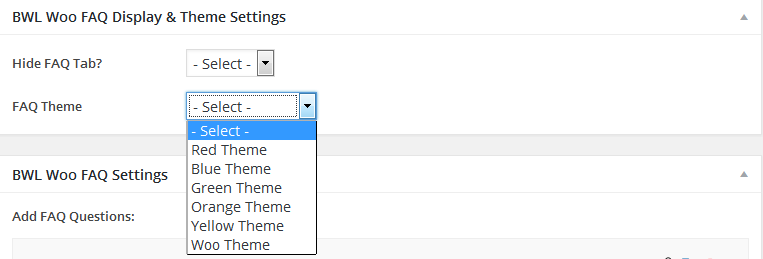 BWL Woo FAQ Display & Theme Settings
Hide FAQ Tab? - Select -
FAQ Theme - Select -
- Select -
Red Theme
Blue Theme
Green Theme
Orange Theme
Yellow Theme
Woo Theme
BWL Woo FAQ Settings
Add FAQ Questions: